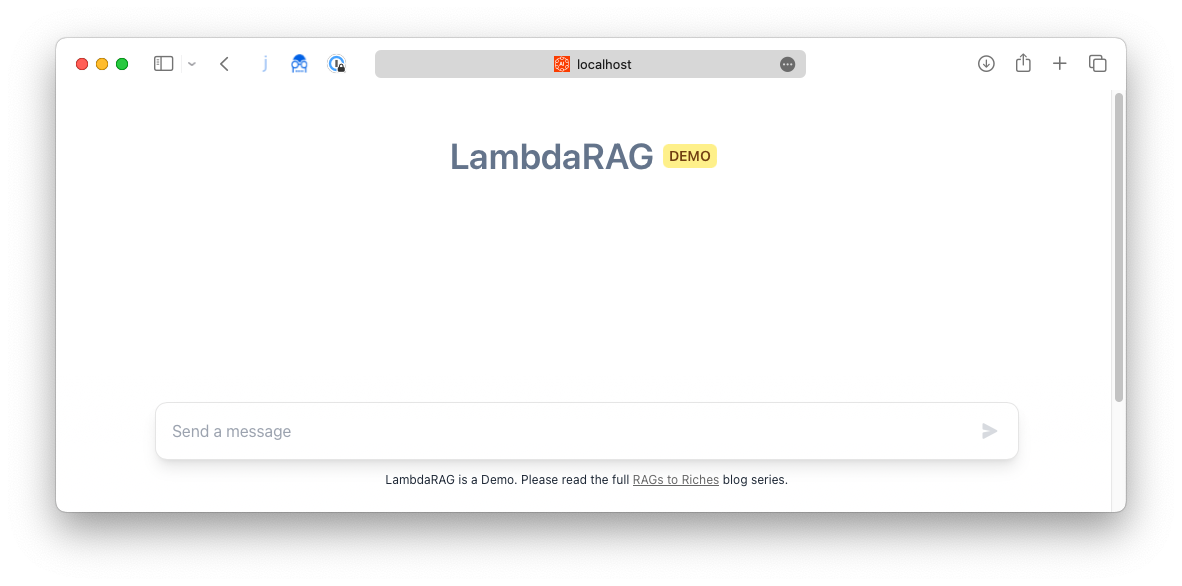 localhost
LambdaRAG DEMO
Send a message
LambdaRAG is a Demo. Please read the full RAGs to Riches blog series.